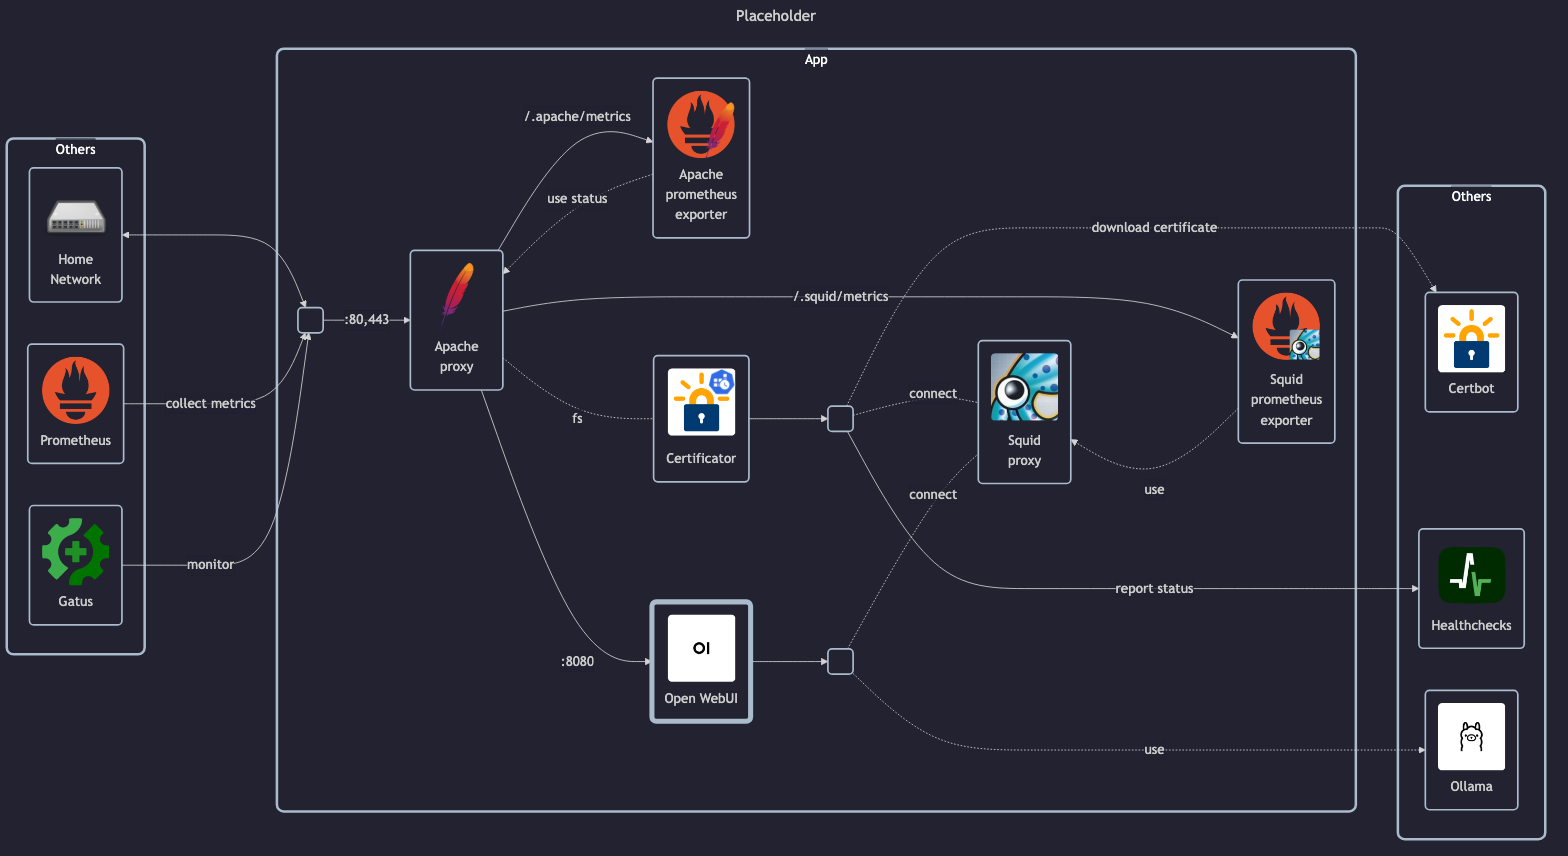 Placeholder
App
Others
Home
Network
Prometheus
collect metrics
Gatus
monitor
:80,443
Apache
proxy
/.apache/metrics
use status
Apache
prometheus
exporter
/.squid/metrics
fs
Certificator
:8080
OI
Open WebUI
download certificate
connect
connect
Squid
proxy
use
Squid
prometheus
exporter
report status
use
Others
Certbot
Healthchecks
Ollama